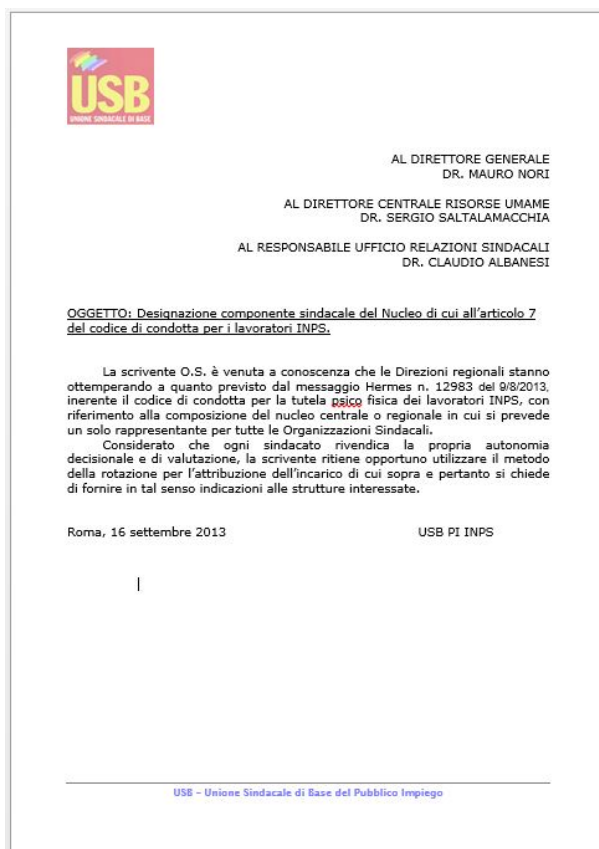 USB
UNIONE SINDACALE DI BASE
AL DIRETTORE GENERALE
DR. MAURO NORI
AL DIRETTORE CENTRALE RISORSE UMAME
DR. SERGIO SALTALAMACCHIA
AL RESPONSABILE UFFICIO RELAZIONI SINDACALI
DR. CLAUDIO ALBANESI
OGGETTO: Designazione componente sindacale del Nucleo di cui all'articolo 7
del codice di condotta per i lavoratori INPS.
La scrivente O.S. è venuta a conoscenza che le Direzioni regionali stanno
ottemperando a quanto previsto dal messaggio Hermes n. 12983 del 9/8/2013,
inerente il codice di condotta per la tutela psico fisica dei lavoratori INPS, con
riferimento alla composizione del nucleo centrale o regionale in cui si prevede
un solo rappresentante per tutte le Organizzazioni Sindacali.
Considerato che ogni sindacato rivendica la propria autonomia
decisionale e di valutazione, la scrivente ritiene opportuno utilizzare il metodo
della rotazione per l'attribuzione dell'incarico di cui sopra e pertanto si chiede
di fornire in tal senso indicazioni alle strutture interessate.
Roma, 16 settembre 2013 USB PI INPS
USB – Unione Sindacale di Base del Pubblico Impiego